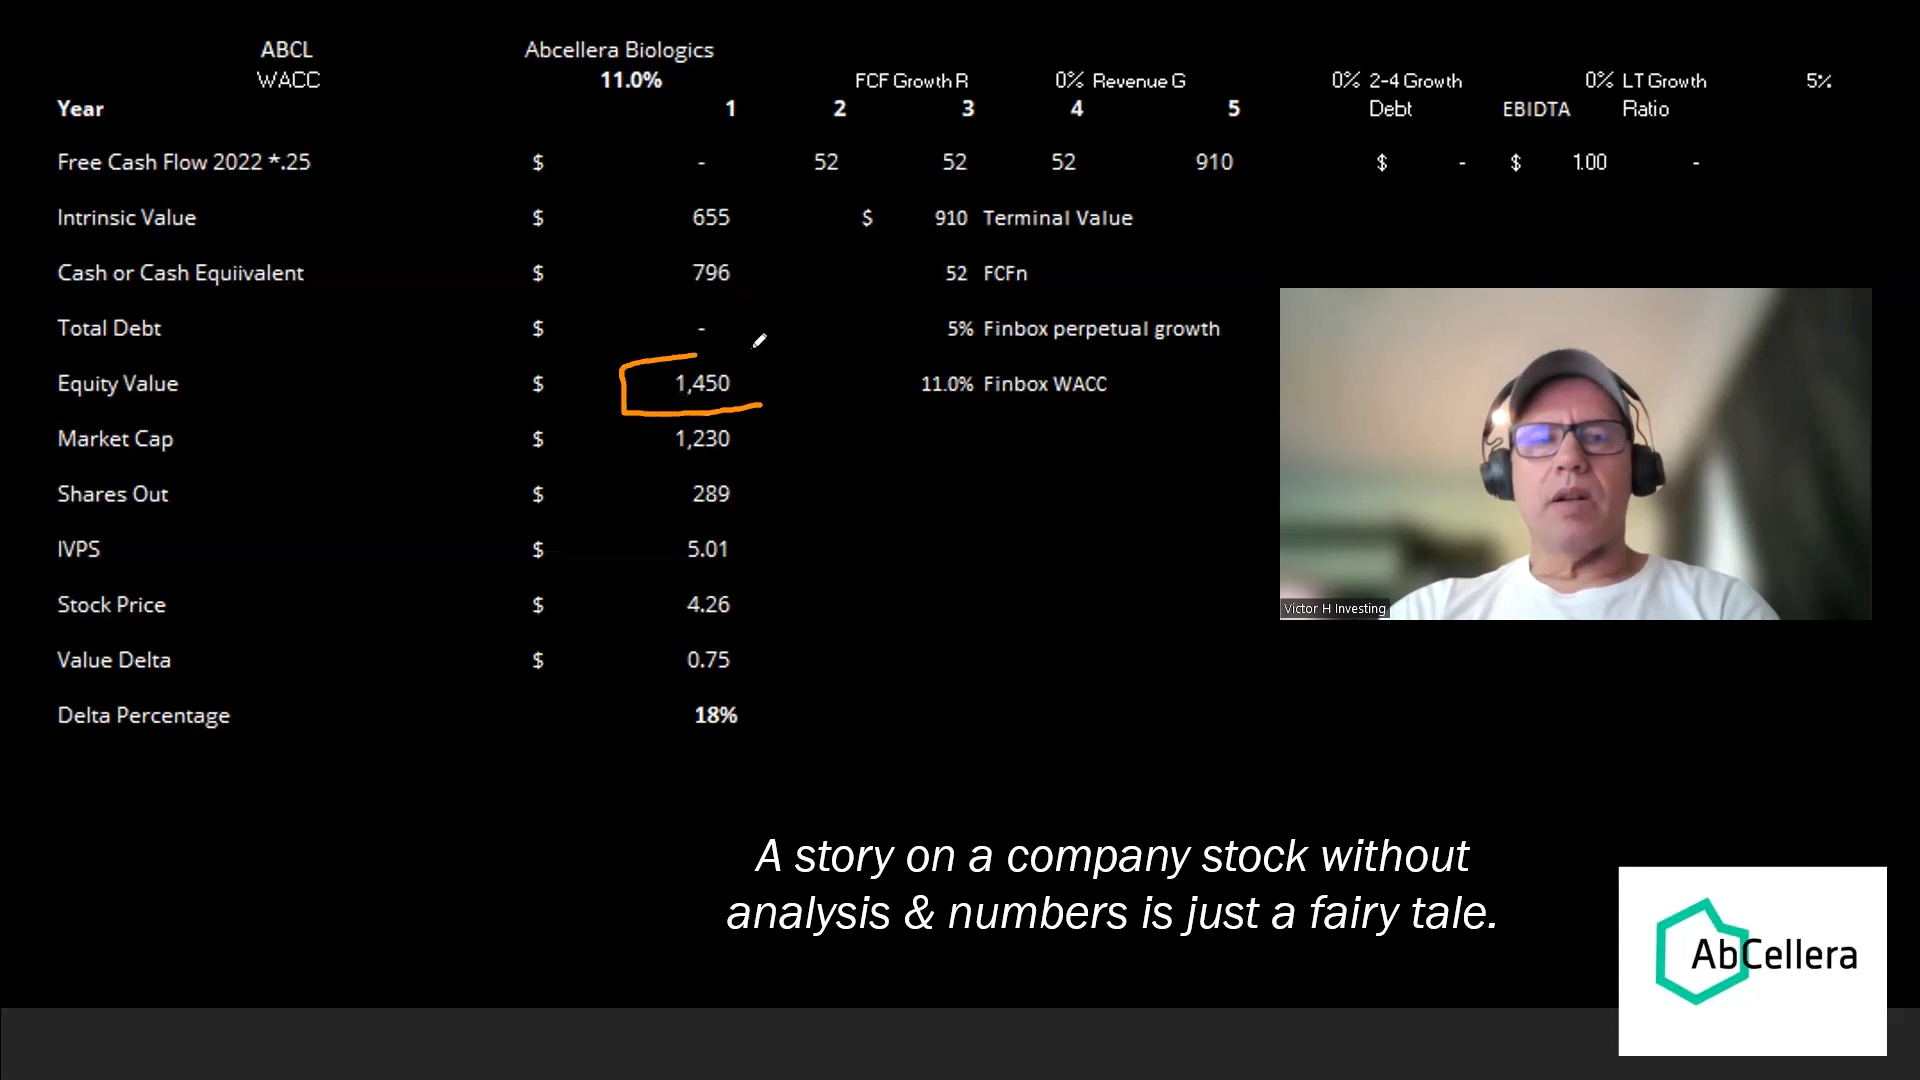 ABCL Abcellera Biologics
WACC 11.0% FCF Growth R 0% Revenue G 0% 2-4 Growth 0% LT Growth 5%
Year 1 2 3 4 5 Debt EBIDTA Ratio
Free Cash Flow 2022 *.25 $ - 52 52 52 910 $ - $ 1.00 -
Intrinsic Value $ 655 $ 910 Terminal Value
Cash or Cash Equiivalent $ 796 52 FCFn
Total Debt $ - 5% Finbox perpetual growth
Equity Value $ 1,450 11.0% Finbox WACC
Market Cap $ 1,230
Shares Out $ 289
IVPS $ 5.01
Stock Price $ 4.26
Value Delta $ 0.75
Delta Percentage 18%
Victor H Investing
A story on a company stock without
analysis & numbers is just a fairy tale.
AbCellera